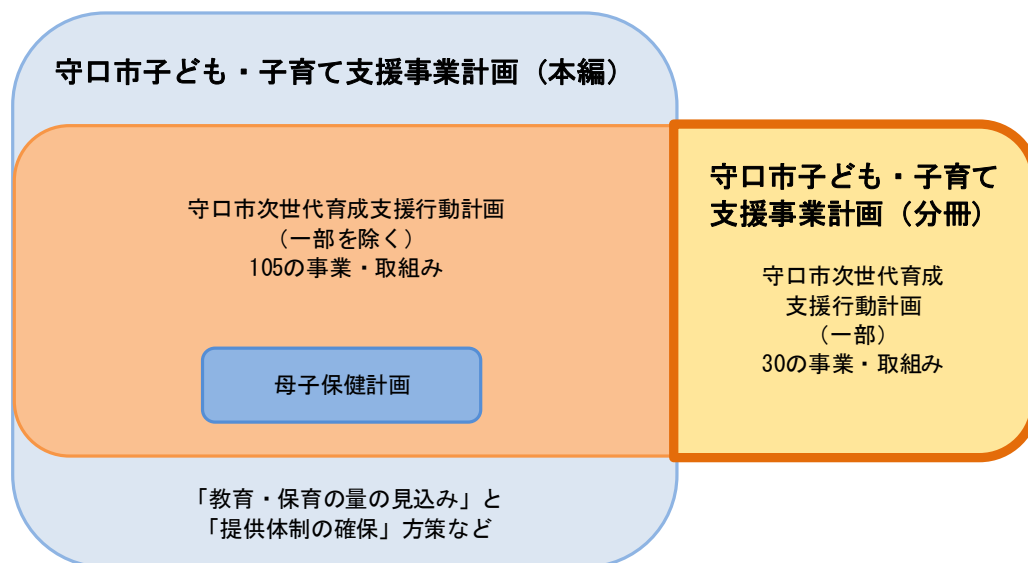 守口市子ども・子育て支援事業計画（本編）
守口市次世代育成支援行動計画
（一部を除く）
105の事業・取組み
母子保健計画
「教育・保育の量の見込み」と
「提供体制の確保」方策など
守口市子ども・子育て
支援事業計画（分冊）
守口市次世代育成
支援行動計画
（一部）
30の事業・取組み